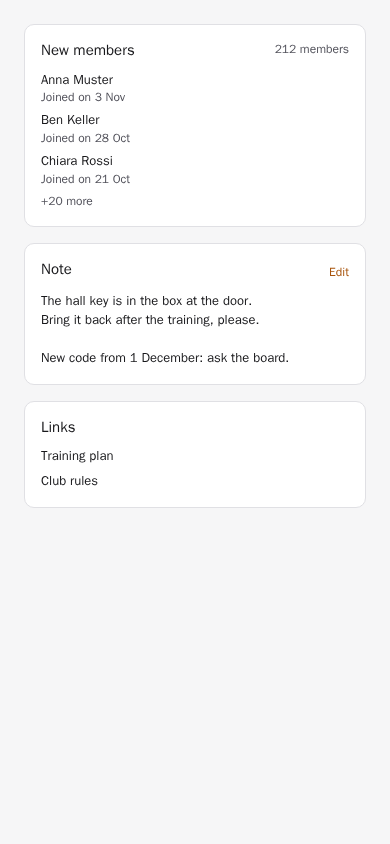 New members
212 members
Anna Muster
Joined on 3 Nov
Ben Keller
Joined on 28 Oct
Chiara Rossi
Joined on 21 Oct
+20 more
Note
Edit
The hall key is in the box at the door.
Bring it back after the training, please.
New code from 1 December: ask the board.
Links
Training plan
Club rules